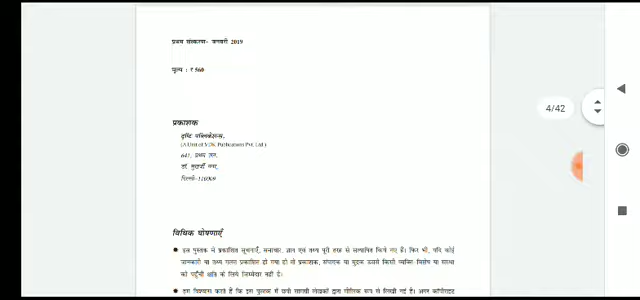 प्रथम संस्करण- जनवरी 2019
मूल्य : ₹ 560
प्रकाशक
दृष्टि पब्लिकेशन्स,
(A Unit of VDK Publications Pvt. Ltd.)
641, प्रथम तल,
डॉ. मुखर्जी नगर,
दिल्ली-110009
4/42
विधिक घोषणाएँ
● इस पुस्तक में प्रकाशित सूचनाएँ, समाचार, ज्ञान एवं तथ्य पूरी तरह से सत्यापित किये गए हैं। फिर भी, यदि कोई
जानकारी या तथ्य गलत प्रकाशित हो गया हो तो प्रकाशक, संपादक या मुद्रक उससे किसी व्यक्ति विशेष या संस्था
को पहुँची क्षति के लिये ज़िम्मेदार नहीं है।
● हम विश्वास करते हैं कि इस पुस्तक में छपी सामग्री लेखकों द्वारा मौलिक रूप से लिखी गई है। अगर कॉपीराइट